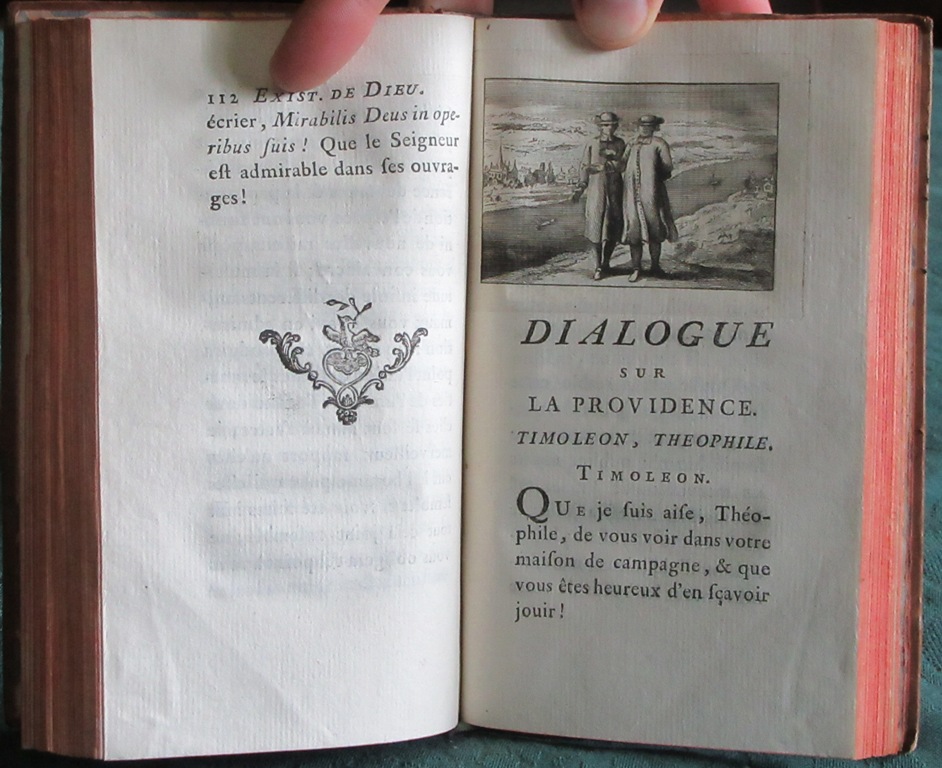 112 EXIST. DE DIEU.
écrier, Mirabilis Deus in ope-
ribus ſuis! Que le Seigneur
eſt admirable dans ſes ouvra-
ges!
DIALOGUE
SUR
LA PROVIDENCE.
TIMOLEON, THEOPHILE.
TIMOLEON.
QUE je ſuis aiſe, Théo-
phile, de vous voir dans votre
maiſon de campagne, & que
vous êtes heureux d'en ſçavoir
jouir!